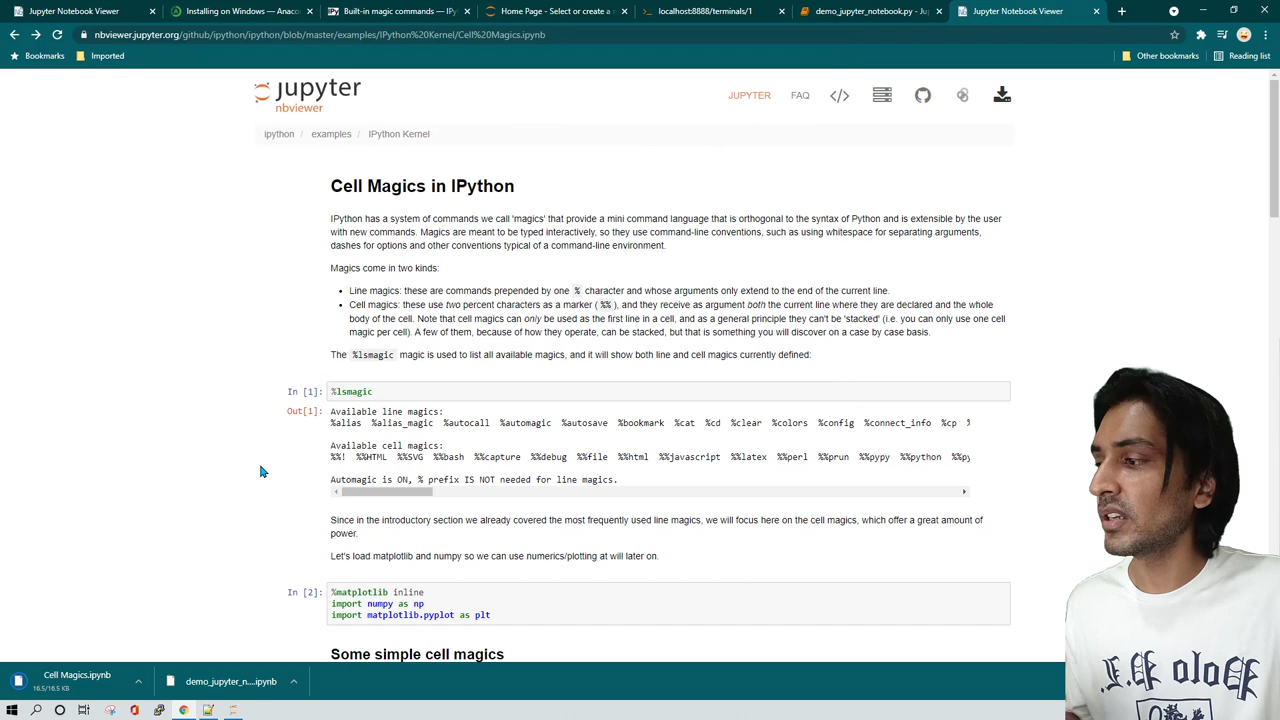 Jupyter Notebook Viewer
Installing on Windows — Anaco
Built-in magic commands — IPy
Home Page - Select or create a n
localhost:8888/terminals/1
demo_jupyter_notebook.py - Jup
Jupyter Notebook Viewer
nbviewer.jupyter.org/github/ipython/ipython/blob/master/examples/IPython%20Kernel/Cell%20Magics.ipynb
Bookmarks
Imported
Other bookmarks
Reading list
jupyter
nbviewer
JUPYTER
FAQ
ipython / examples / IPython Kernel
Cell Magics in IPython
IPython has a system of commands we call 'magics' that provide a mini command language that is orthogonal to the syntax of Python and is extensible by the user
with new commands. Magics are meant to be typed interactively, so they use command-line conventions, such as using whitespace for separating arguments,
dashes for options and other conventions typical of a command-line environment.
Magics come in two kinds:
• Line magics: these are commands prepended by one % character and whose arguments only extend to the end of the current line.
• Cell magics: these use two percent characters as a marker (%%), and they receive as argument both the current line where they are declared and the whole
body of the cell. Note that cell magics can only be used as the first line in a cell, and as a general principle they can't be 'stacked' (i.e. you can only use one cell
magic per cell). A few of them, because of how they operate, can be stacked, but that is something you will discover on a case by case basis.
The %lsmagic magic is used to list all available magics, and it will show both line and cell magics currently defined:
In [1]: %lsmagic
Out[1]: Available line magics:
%alias %alias_magic %autocall %automagic %autosave %bookmark %cat %cd %clear %colors %config %connect_info %cp %
Available cell magics:
%%! %%HTML %%SVG %%bash %%capture %%debug %%file %%html %%javascript %%latex %%perl %%prun %%pypy %%python %%py
Automagic is ON, % prefix IS NOT needed for line magics.
Since in the introductory section we already covered the most frequently used line magics, we will focus here on the cell magics, which offer a great amount of
power.
Let's load matplotlib and numpy so we can use numerics/plotting at will later on.
In [2]: %matplotlib inline
import numpy as np
import matplotlib.pyplot as plt
Some simple cell magics
Cell Magics.ipynb
16.5/16.5 KB
demo_jupyter_n....ipynb